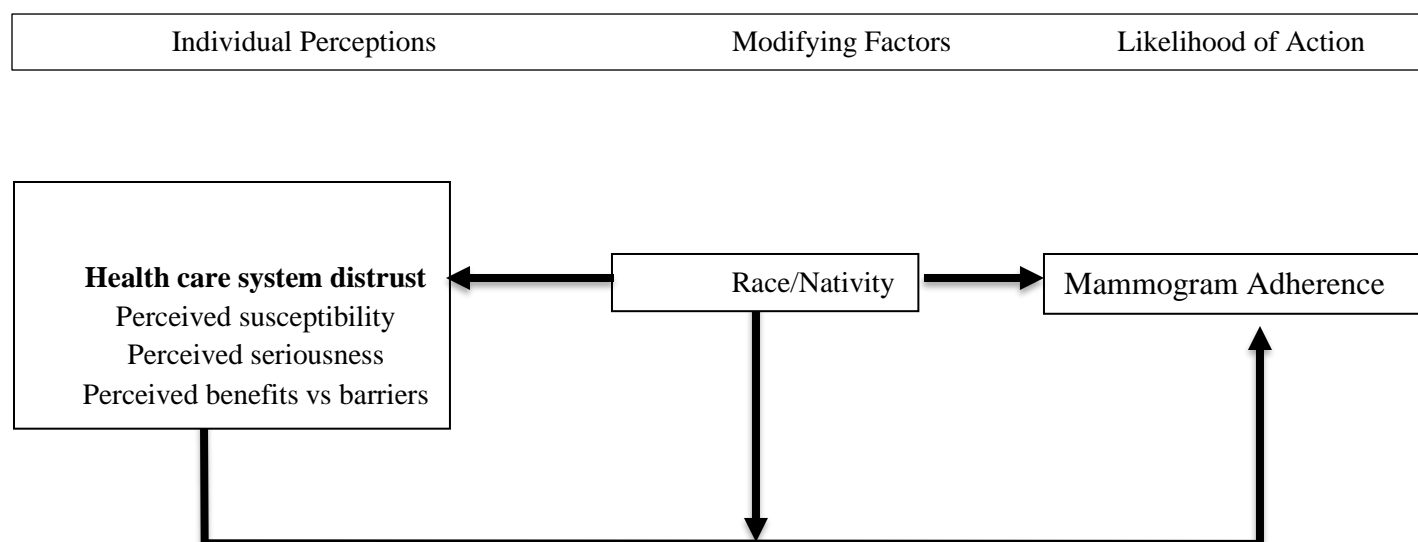 Individual Perceptions Modifying Factors Likelihood of Action
Health care system distrust
Perceived susceptibility
Perceived seriousness
Perceived benefits vs barriers
Race/Nativity
Mammogram Adherence